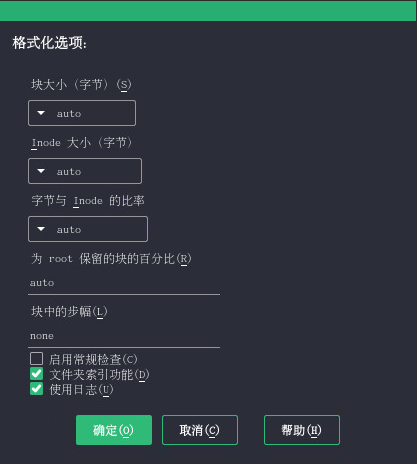 格式化选项:
块大小（字节）(S)
auto
Inode 大小（字节）
auto
字节与 Inode 的比率
auto
为 root 保留的块的百分比(R)
auto
块中的步幅(L)
none
启用常规检查(C)
文件夹索引功能(D)
使用日志(U)
确定(O) 取消(C) 帮助(H)